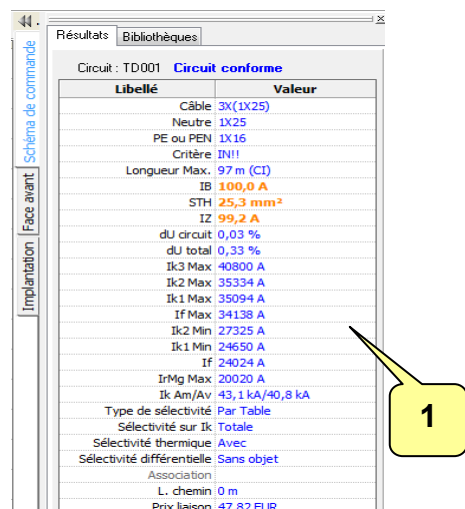 Résultats Bibliothèques
Schéma de commande
Face avant
Implantation
Circuit : TD001 Circuit conforme
Libellé Valeur
Câble 3X(1X25)
Neutre 1X25
PE ou PEN 1X16
Critère IN!!
Longueur Max. 97 m (CI)
IB 100,0 A
STH 25,3 mm²
IZ 99,2 A
dU circuit 0,03 %
dU total 0,33 %
Ik3 Max 40800 A
Ik2 Max 35334 A
Ik1 Max 35094 A
If Max 34138 A
Ik2 Min 27325 A
Ik1 Min 24650 A
If 24024 A
IrMg Max 20020 A
Ik Am/Av 43,1 kA/40,8 kA
Type de sélectivité Par Table
Sélectivité sur Ik Totale
Sélectivité thermique Avec
Sélectivité différentielle Sans objet
Association
L. chemin 0 m
Prix liaison 47,82 EUR
1